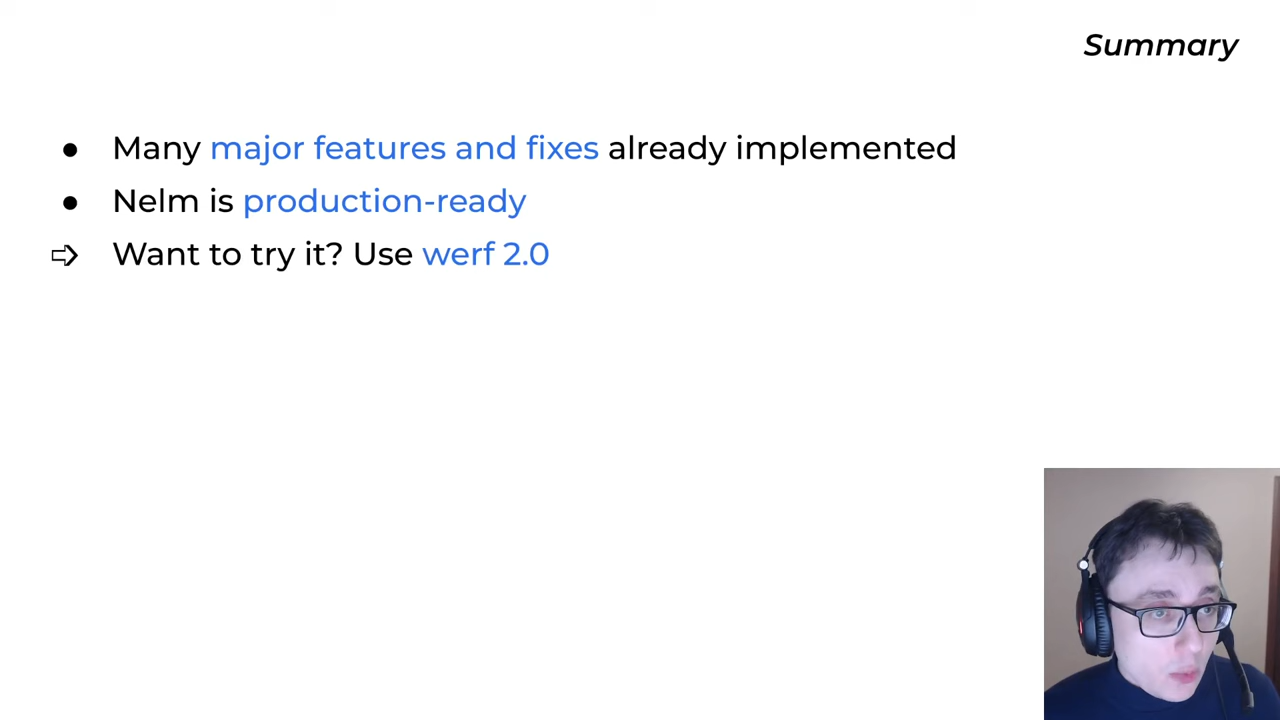 Summary
● Many major features and fixes already implemented
● Nelm is production-ready
⇨ Want to try it? Use werf 2.0